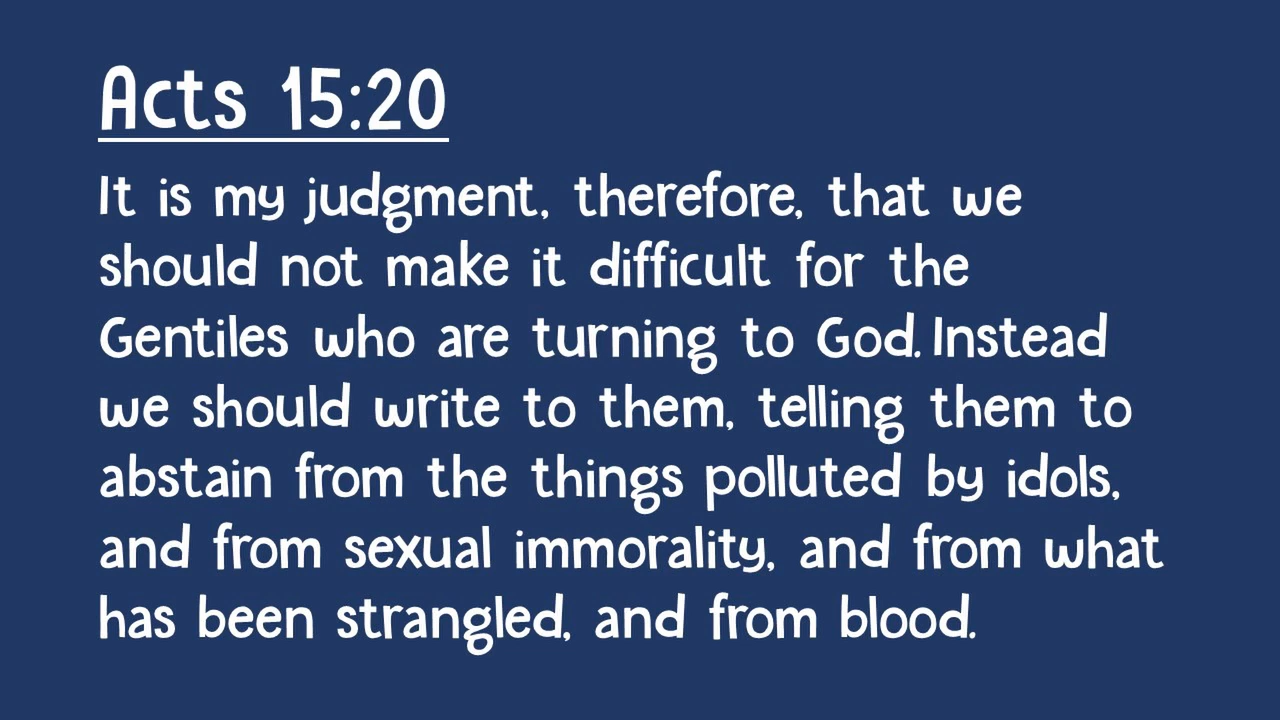 Acts 15:20
It is my judgment, therefore, that we
should not make it difficult for the
Gentiles who are turning to God. Instead
we should write to them, telling them to
abstain from the things polluted by idols,
and from sexual immorality, and from what
has been strangled, and from blood.